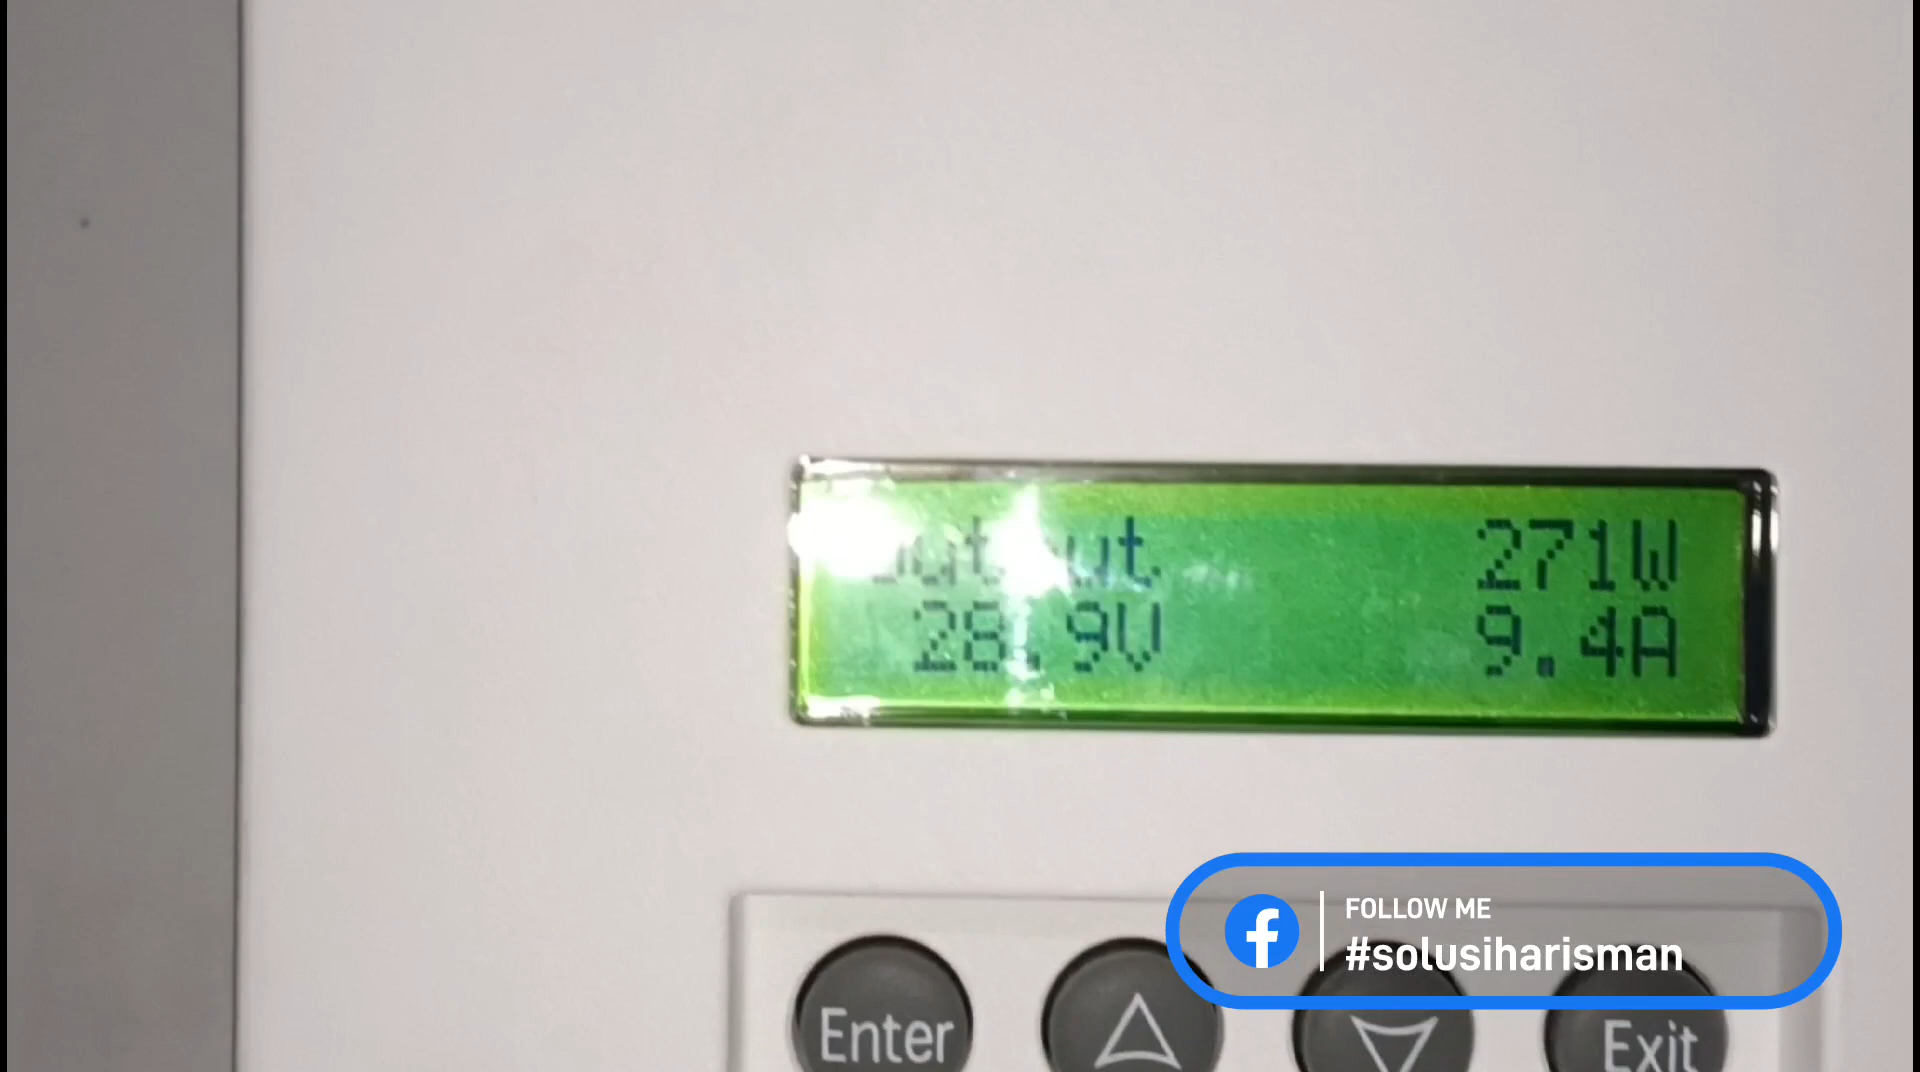 Output 271W
28.9V 9.4A
FOLLOW ME
#solusiharisman
Enter
Exit